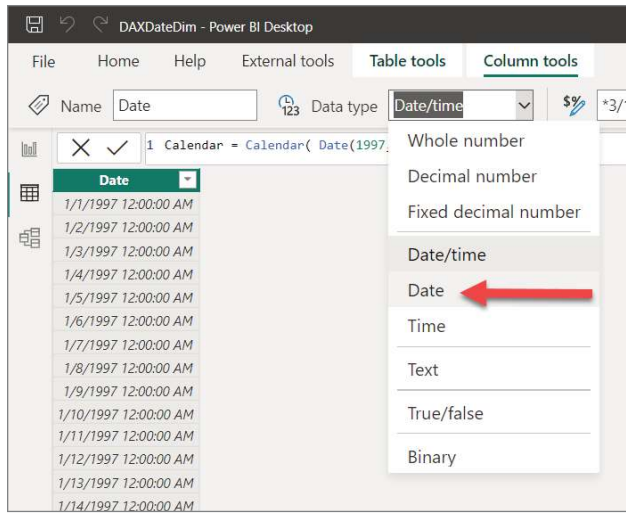 DAXDateDim - Power BI Desktop
File Home Help External tools Table tools Column tools
Name Date 123 Data type Date/time $% *3/
1 Calendar = Calendar( Date(1997,
Whole number
Decimal number
Fixed decimal number
Date/time
Date
Time
Text
True/false
Binary
Date
1/1/1997 12:00:00 AM
1/2/1997 12:00:00 AM
1/3/1997 12:00:00 AM
1/4/1997 12:00:00 AM
1/5/1997 12:00:00 AM
1/6/1997 12:00:00 AM
1/7/1997 12:00:00 AM
1/8/1997 12:00:00 AM
1/9/1997 12:00:00 AM
1/10/1997 12:00:00 AM
1/11/1997 12:00:00 AM
1/12/1997 12:00:00 AM
1/13/1997 12:00:00 AM
1/14/1997 12:00:00 AM